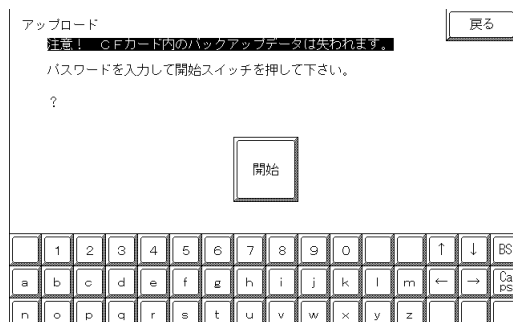 アップロード
戻る
注意！　ＣＦカード内のバックアップデータは失われます。
パスワードを入力して開始スイッチを押して下さい。
?
開始
1 2 3 4 5 6 7 8 9 0 ↑ ↓ BS
a b c d e f g h i j k l m ← → Caps
n o p q r s t u v w x y z